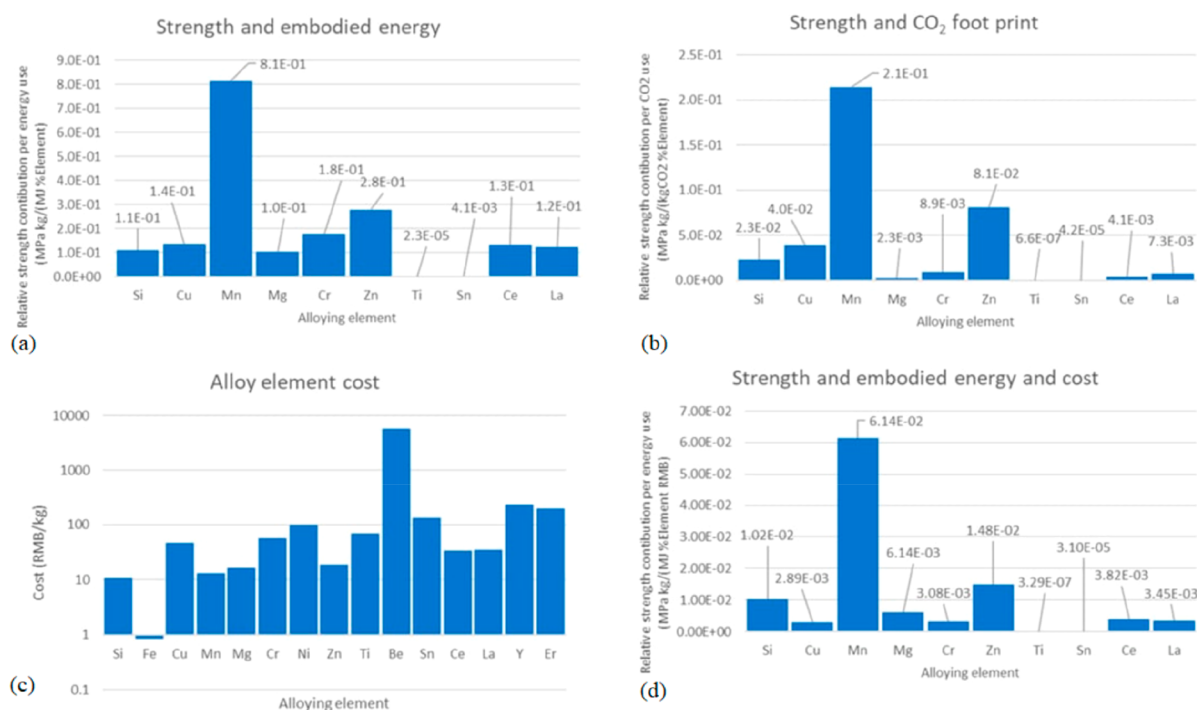 Strength and embodied energy
Relative strength contibution per energy use
(MPa kg/(MJ %Element)
9.0E-01
8.0E-01
7.0E-01
6.0E-01
5.0E-01
4.0E-01
3.0E-01
2.0E-01
1.0E-01
0.0E+00
1.1E-01
1.4E-01
8.1E-01
1.0E-01
1.8E-01
2.8E-01
2.3E-05
4.1E-03
1.3E-01
1.2E-01
Si Cu Mn Mg Cr Zn Ti Sn Ce La
Alloying element
(a)
Strength and CO2 foot print
Relative strength contibution per CO2 use
(MPa kg/(kgCO2 %Element)
2.5E-01
2.0E-01
1.5E-01
1.0E-01
5.0E-02
0.0E+00
2.3E-02
4.0E-02
2.1E-01
2.3E-03
8.9E-03
8.1E-02
6.6E-07
4.2E-05
4.1E-03
7.3E-03
Si Cu Mn Mg Cr Zn Ti Sn Ce La
Alloying element
(b)
Alloy element cost
Cost (RMB/kg)
10000
1000
100
10
1
0.1
Si Fe Cu Mn Mg Cr Ni Zn Ti Be Sn Ce La Y Er
Alloying element
(c)
Strength and embodied energy and cost
Relative strength contibution per energy use
(MPa kg/(MJ %Element RMB)
7.00E-02
6.00E-02
5.00E-02
4.00E-02
3.00E-02
2.00E-02
1.00E-02
0.00E+00
1.02E-02
2.89E-03
6.14E-02
6.14E-03
3.08E-03
1.48E-02
3.29E-07
3.10E-05
3.82E-03
3.45E-03
Si Cu Mn Mg Cr Zn Ti Sn Ce La
Alloying element
(d)